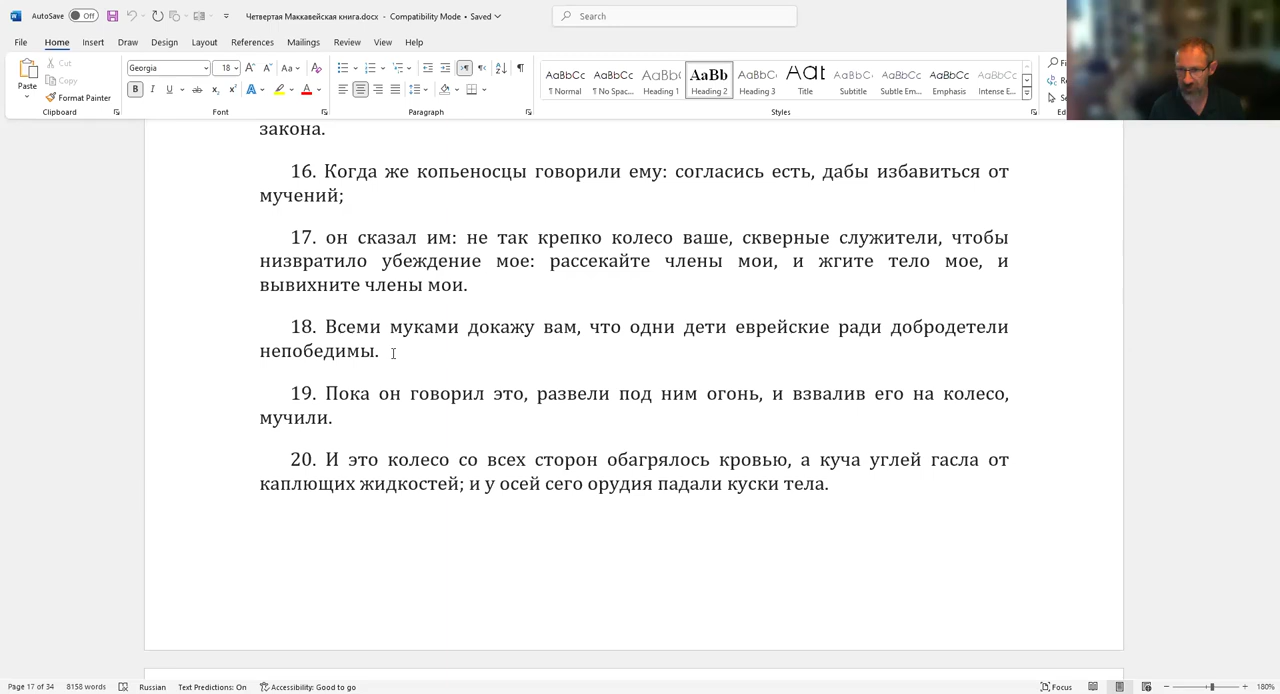 AutoSave Off Четвертая Маккавейская книга.docx - Compatibility Mode • Saved Search
File Home Insert Draw Design Layout References Mailings Review View Help
Paste Cut Copy Format Painter Clipboard
Georgia 18 Font
Paragraph
AaBbCc AaBbCc AaBbCc AaBb AaBbCc AaBbCc AaBbCc AaBbCc AaBbCc
¶ Normal ¶ No Spac... Heading 1 Heading 2 Heading 3 Title Subtitle Subtle Em... Emphasis Intense E...
Styles
закона.
16. Когда же копьеносцы говорили ему: согласись есть, дабы избавиться от
мучений;
17. он сказал им: не так крепко колесо ваше, скверные служители, чтобы
низвратило убеждение мое: рассекайте члены мои, и жгите тело мое, и
вывихните члены мои.
18. Всеми муками докажу вам, что одни дети еврейские ради добродетели
непобедимы.
19. Пока он говорил это, развели под ним огонь, и взвалив его на колесо,
мучили.
20. И это колесо со всех сторон обагрялось кровью, а куча углей гасла от
каплющих жидкостей; и у осей сего орудия падали куски тела.
Page 17 of 34 8158 words Russian Text Predictions: On Accessibility: Good to go Focus 180%